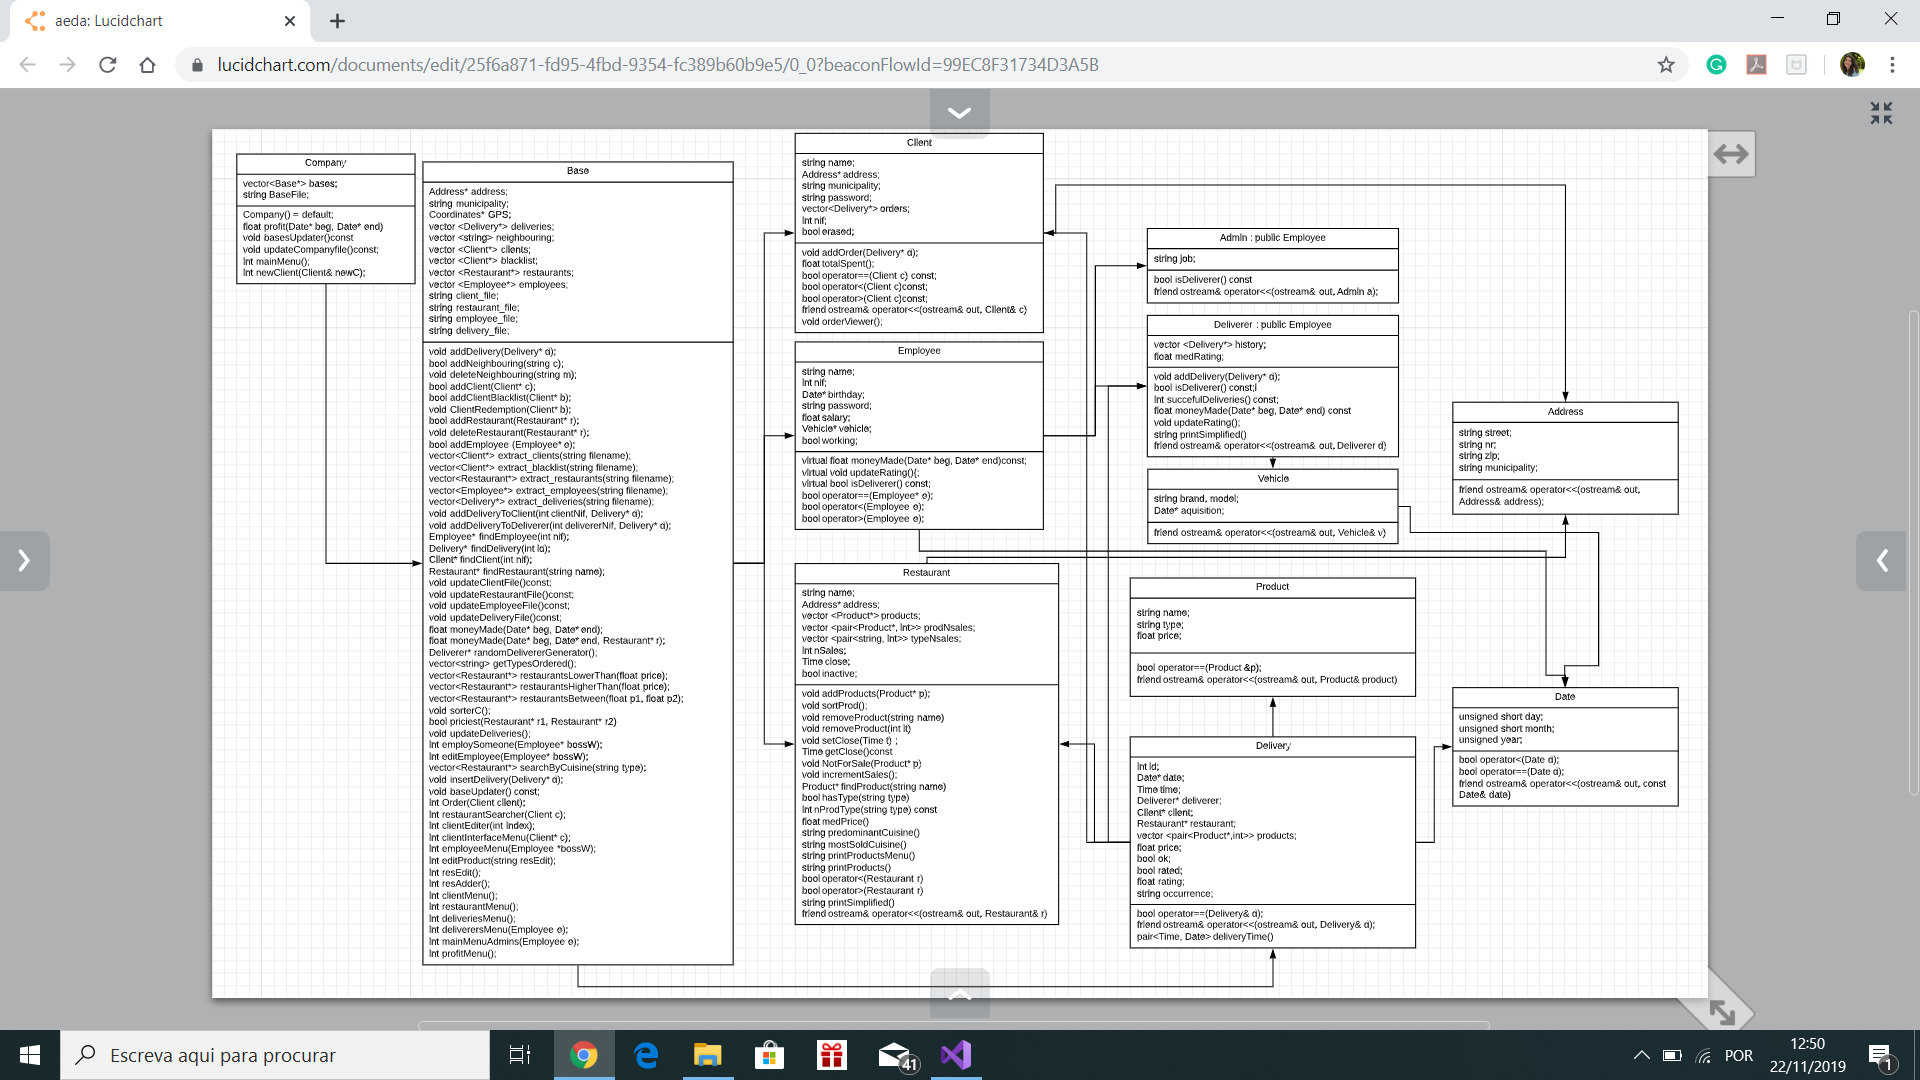 aeda: Lucidchart
lucidchart.com/documents/edit/25f6a871-fd95-4fbd-9354-fc389b60b9e5/0_0?beaconFlowId=99EC8F31734D3A5B
Company
vector<Base*> bases;
string BaseFile;
Company() = default;
float profit(Date* beg, Date* end)
void basesUpdater()const
void updateCompanyfile()const;
int mainMenu();
int newClient(Client& newC);
Base
Address* address;
string municipality;
Coordinates* GPS;
vector <Delivery*> deliveries;
vector <string> neighbouring;
vector <Client*> clients;
vector <Client*> blacklist;
vector <Restaurant*> restaurants;
vector <Employee*> employees;
string client_file;
string restaurant_file;
string employee_file;
string delivery_file;
void addDelivery(Delivery* d);
bool addNeighbouring(string c);
void deleteNeighbouring(string m);
bool addClient(Client* c);
bool addClientBlacklist(Client* b);
void ClientRedemption(Client* b);
bool addRestaurant(Restaurant* r);
void deleteRestaurant(Restaurant* r);
bool addEmployee (Employee* e);
vector<Client*> extract_clients(string filename);
vector<Client*> extract_blacklist(string filename);
vector<Restaurant*> extract_restaurants(string filename);
vector<Employee*> extract_employees(string filename);
vector<Delivery*> extract_deliveries(string filename);
void addDeliveryToClient(int clientNif, Delivery* d);
void addDeliveryToDeliverer(int delivererNif, Delivery* d);
Employee* findEmployee(int nif);
Delivery* findDelivery(int id);
Client* findClient(int nif);
Restaurant* findRestaurant(string name);
void updateClientFile()const;
void updateRestaurantFile()const;
void updateEmployeeFile()const;
void updateDeliveryFile()const;
float moneyMade(Date* beg, Date* end);
float moneyMade(Date* beg, Date* end, Restaurant* r);
Deliverer* randomDelivererGenerator();
vector<string> getTypesOrdered();
vector<Restaurant*> restaurantsLowerThan(float price);
vector<Restaurant*> restaurantsHigherThan(float price);
vector<Restaurant*> restaurantsBetween(float p1, float p2);
void sorterC();
bool priciest(Restaurant* r1, Restaurant* r2)
void updateDeliveries();
int employSomeone(Employee* bossW);
int editEmployee(Employee* bossW);
vector<Restaurant*> searchByCuisine(string type);
void insertDelivery(Delivery* d);
void baseUpdater() const;
int Order(Client client);
int restaurantSearcher(Client c);
int clientEditer(int index);
int clientInterfaceMenu(Client* c);
int employeeMenu(Employee *bossW);
int editProduct(string resEdit);
int resEdit();
int resAdder();
int clientMenu();
int restaurantMenu();
int deliveriesMenu();
int deliverersMenu(Employee e);
int mainMenuAdmins(Employee e);
int profitMenu();
Client
string name;
Address* address;
string municipality;
string password;
vector<Delivery*> orders;
int nif;
bool erased;
void addOrder(Delivery* d);
float totalSpent();
bool operator==(Client c) const;
bool operator<(Client c)const;
bool operator>(Client c)const;
friend ostream& operator<<(ostream& out, Client& c)
void orderViewer();
Employee
string name;
int nif;
Date* birthday;
string password;
float salary;
Vehicle* vehicle;
bool working;
virtual float moneyMade(Date* beg, Date* end)const;
virtual void updateRating(){;
virtual bool isDeliverer() const;
bool operator==(Employee* e);
bool operator<(Employee e);
bool operator>(Employee e);
Restaurant
string name;
Address* address;
vector <Product*> products;
vector <pair<Product*, int>> prodNsales;
vector <pair<string, int>> typeNsales;
int nSales;
Time close;
bool inactive;
void addProducts(Product* p);
void sortProd();
void removeProduct(string name)
void removeProduct(int it)
void setClose(Time t) ;
Time getClose()const
void NotForSale(Product* p)
void incrementSales();
Product* findProduct(string name)
bool hasType(string type)
int nProdType(string type) const
float medPrice()
string predominantCuisine()
string mostSoldCuisine()
string printProductsMenu()
string printProducts()
bool operator<(Restaurant r)
bool operator>(Restaurant r)
string printSimplified()
friend ostream& operator<<(ostream& out, Restaurant& r)
Admin : public Employee
string job;
bool isDeliverer() const
friend ostream& operator<<(ostream& out, Admin a);
Deliverer : public Employee
vector <Delivery*> history;
float medRating;
void addDelivery(Delivery* d);
bool isDeliverer() const;i
int succefulDeliveries() const;
float moneyMade(Date* beg, Date* end) const
void updateRating();
string printSimplified()
friend ostream& operator<<(ostream& out, Deliverer d)
Vehicle
string brand, model;
Date* aquisition;
friend ostream& operator<<(ostream& out, Vehicle& v)
Product
string name;
string type;
float price;
bool operator==(Product &p);
friend ostream& operator<<(ostream& out, Product& product)
Delivery
int id;
Date* date;
Time time;
Deliverer* deliverer;
Client* client;
Restaurant* restaurant;
vector <pair<Product*,int>> products;
float price;
bool ok;
bool rated;
float rating;
string occurrence;
bool operator==(Delivery& d);
friend ostream& operator<<(ostream& out, Delivery& d);
pair<Time, Date> deliveryTime()
Address
string street;
string nr;
string zip;
string municipality;
friend ostream& operator<<(ostream& out,
Address& address);
Date
unsigned short day;
unsigned short month;
unsigned year;
bool operator<(Date d);
bool operator==(Date d);
friend ostream& operator<<(ostream& out, const
Date& date)
Escreva aqui para procurar
41
POR
12:50
22/11/2019
1